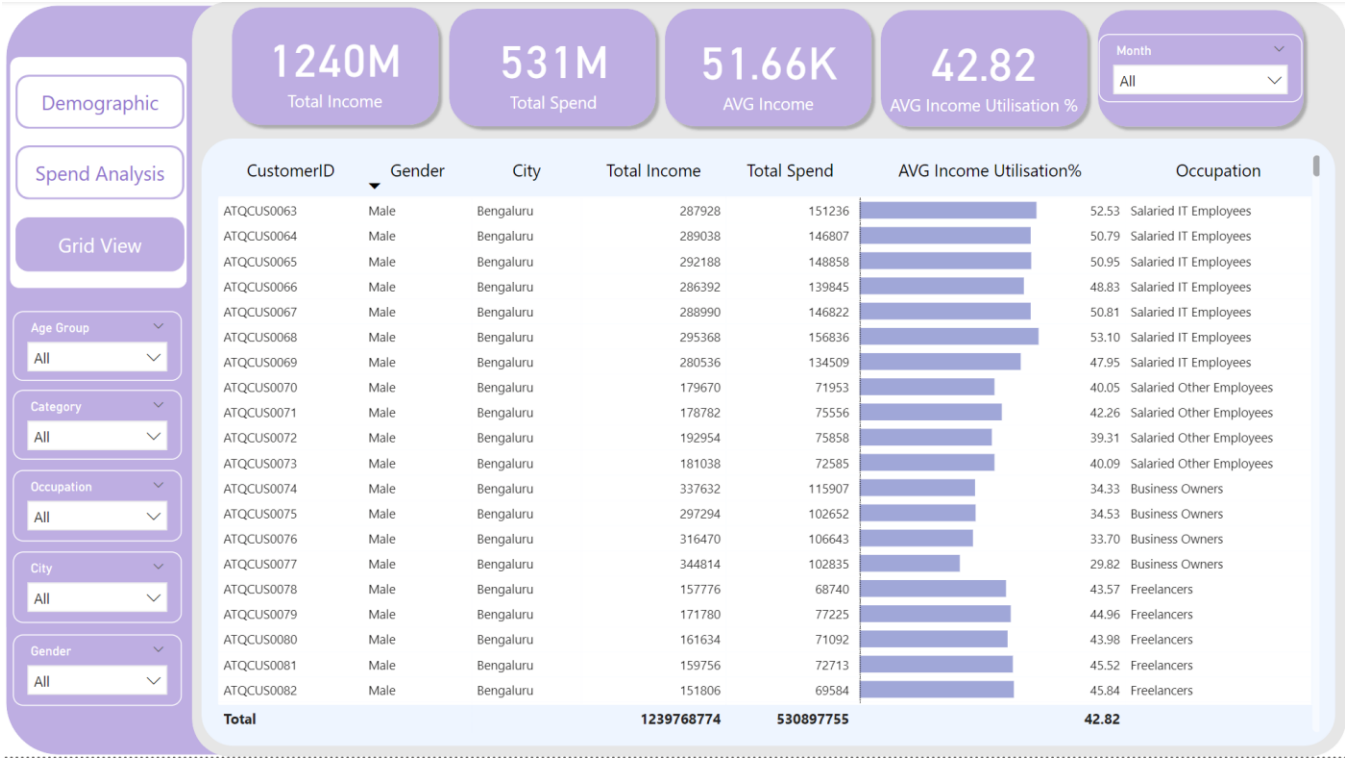 1240M
Total Income
531M
Total Spend
51.66K
AVG Income
42.82
AVG Income Utilisation %
Month
All
Demographic
Spend Analysis
Grid View
Age Group
All
Category
All
Occupation
All
City
All
Gender
All
CustomerID Gender City Total Income Total Spend AVG Income Utilisation% Occupation
ATQCUS0063 Male Bengaluru 287928 151236 52.53 Salaried IT Employees
ATQCUS0064 Male Bengaluru 289038 146807 50.79 Salaried IT Employees
ATQCUS0065 Male Bengaluru 292188 148858 50.95 Salaried IT Employees
ATQCUS0066 Male Bengaluru 286392 139845 48.83 Salaried IT Employees
ATQCUS0067 Male Bengaluru 288990 146822 50.81 Salaried IT Employees
ATQCUS0068 Male Bengaluru 295368 156836 53.10 Salaried IT Employees
ATQCUS0069 Male Bengaluru 280536 134509 47.95 Salaried IT Employees
ATQCUS0070 Male Bengaluru 179670 71953 40.05 Salaried Other Employees
ATQCUS0071 Male Bengaluru 178782 75556 42.26 Salaried Other Employees
ATQCUS0072 Male Bengaluru 192954 75858 39.31 Salaried Other Employees
ATQCUS0073 Male Bengaluru 181038 72585 40.09 Salaried Other Employees
ATQCUS0074 Male Bengaluru 337632 115907 34.33 Business Owners
ATQCUS0075 Male Bengaluru 297294 102652 34.53 Business Owners
ATQCUS0076 Male Bengaluru 316470 106643 33.70 Business Owners
ATQCUS0077 Male Bengaluru 344814 102835 29.82 Business Owners
ATQCUS0078 Male Bengaluru 157776 68740 43.57 Freelancers
ATQCUS0079 Male Bengaluru 171780 77225 44.96 Freelancers
ATQCUS0080 Male Bengaluru 161634 71092 43.98 Freelancers
ATQCUS0081 Male Bengaluru 159756 72713 45.52 Freelancers
ATQCUS0082 Male Bengaluru 151806 69584 45.84 Freelancers
Total 1239768774 530897755 42.82